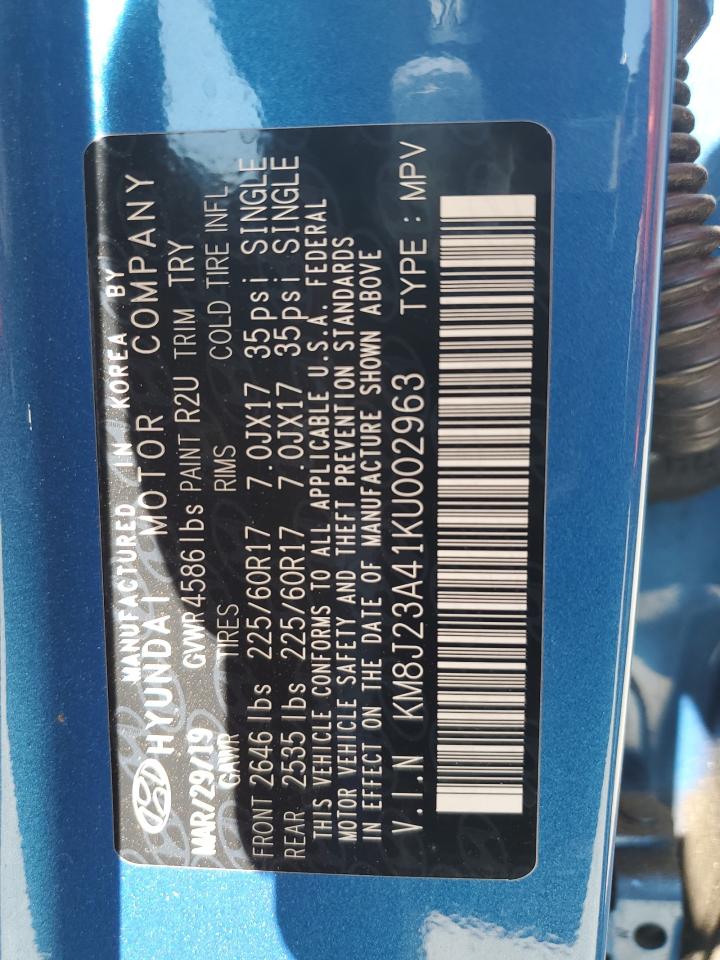 MANUFACTURED IN KOREA BY
HYUNDAI MOTOR COMPANY
MAR/29/19 GVWR 4586 lbs PAINT R2U TRIM TRY
GAWR TIRES RIMS COLD TIRE INFL
FRONT 2646 lbs 225/60R17 7.0JX17 35psi SINGLE
REAR 2535 lbs 225/60R17 7.0JX17 35psi SINGLE
THIS VEHICLE CONFORMS TO ALL APPLICABLE U.S.A. FEDERAL
MOTOR VEHICLE SAFETY AND THEFT PREVENTION STANDARDS
IN EFFECT ON THE DATE OF MANUFACTURE SHOWN ABOVE
V.I.N KM8J23A41KU002963 TYPE : MPV